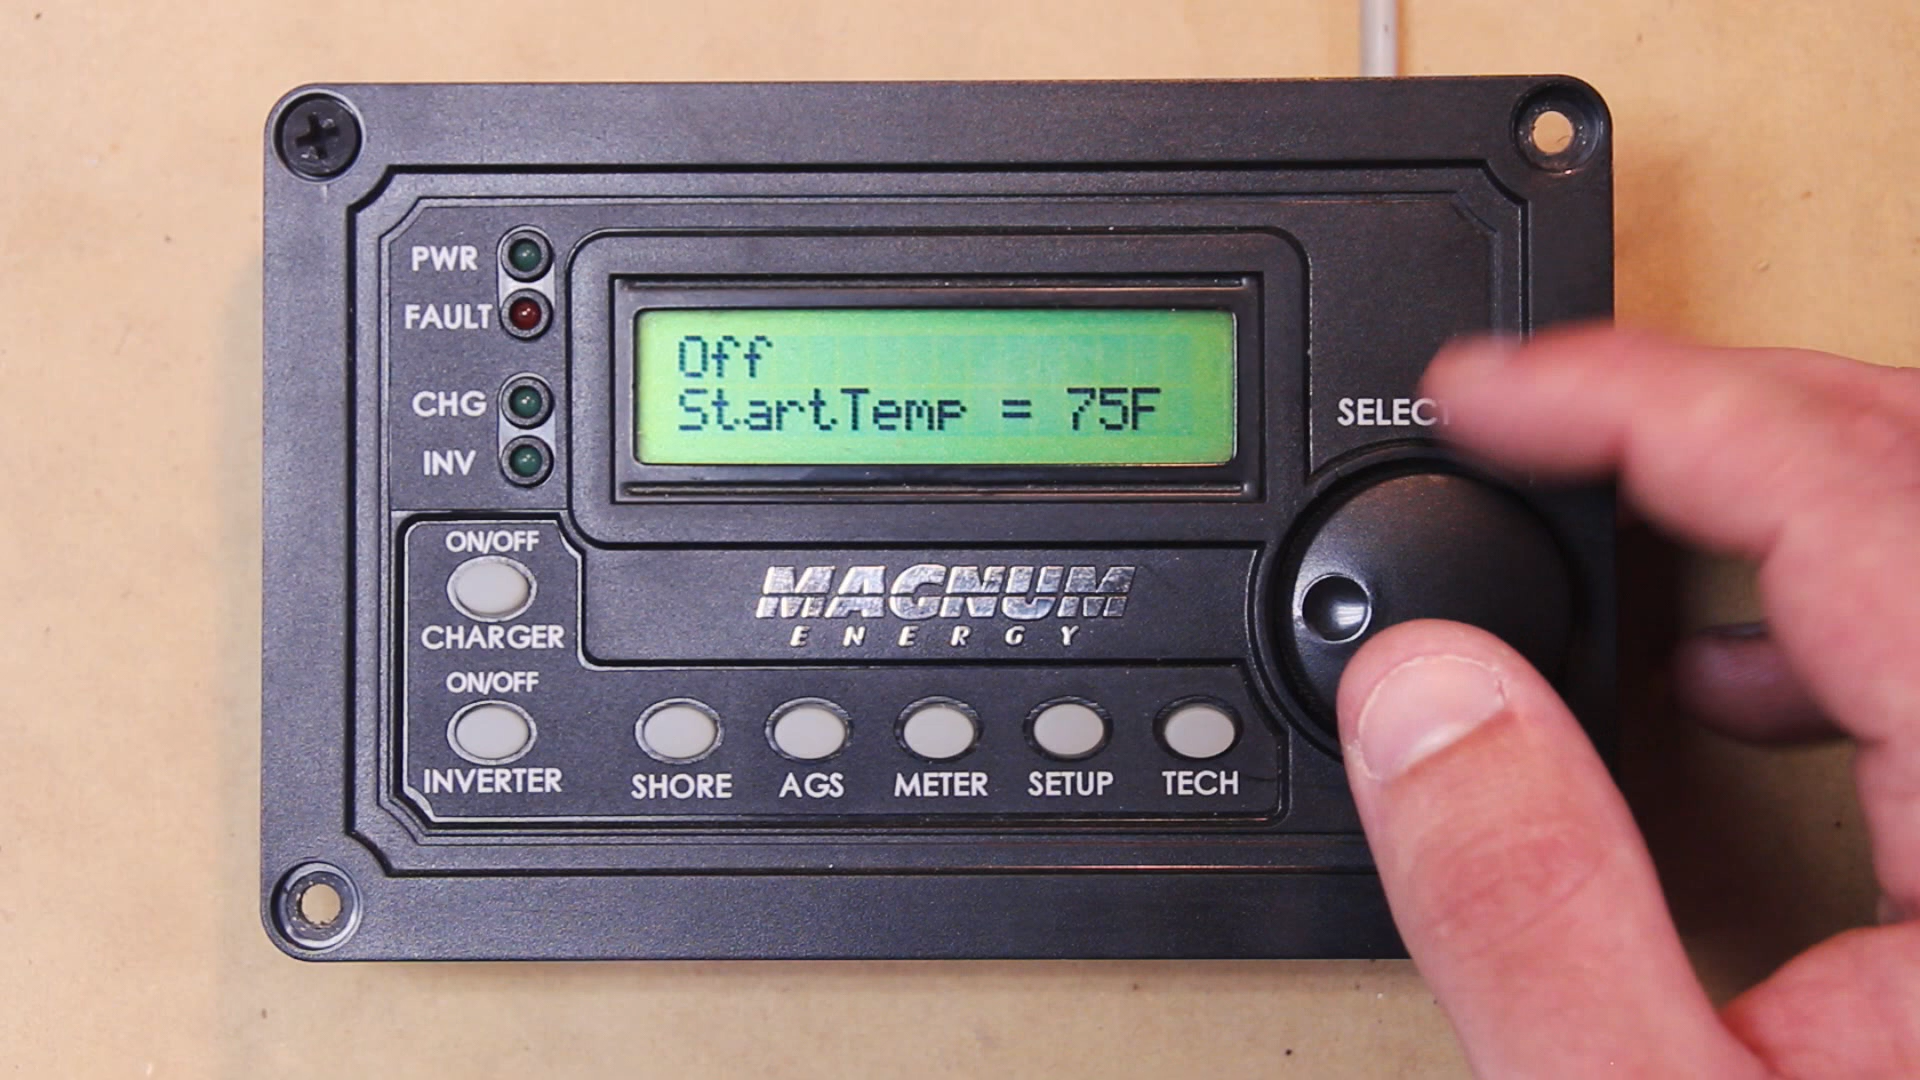 PWR
FAULT
CHG
INV
Off
StartTemp = 75F
SELECT
ON/OFF
CHARGER
ON/OFF
INVERTER
MAGNUM
ENERGY
SHORE
AGS
METER
SETUP
TECH